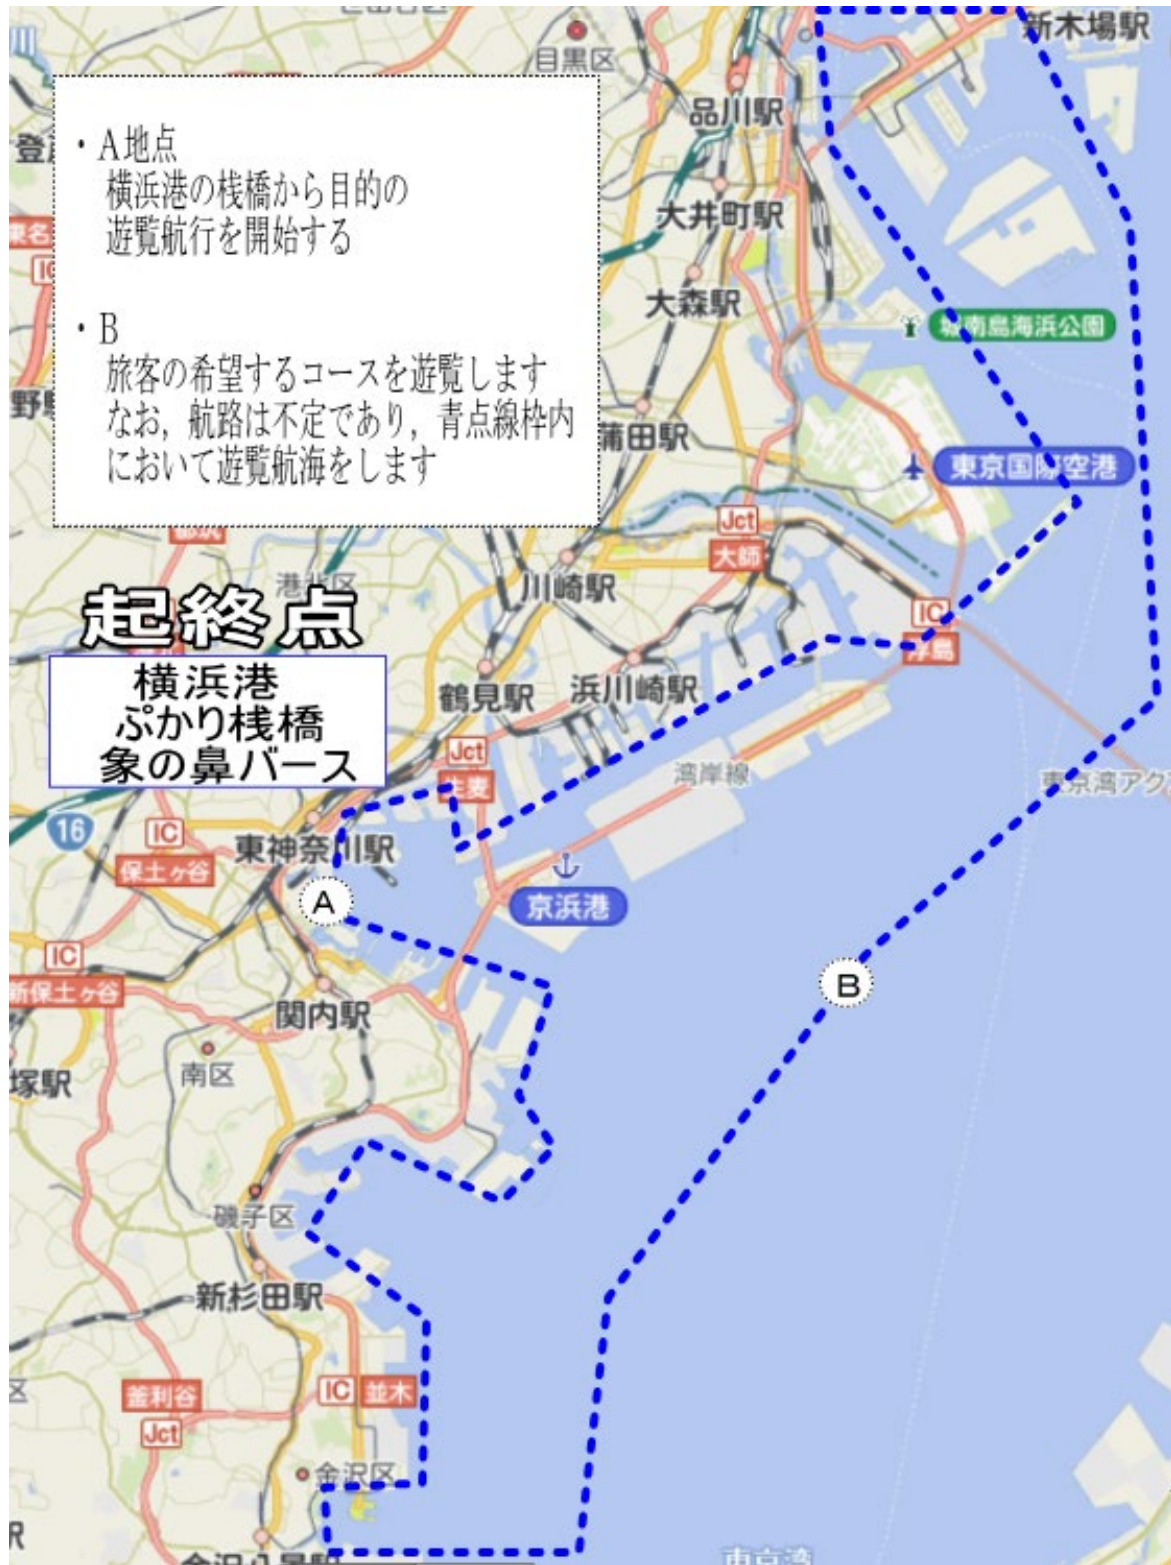 新木場駅
目黒区
品川駅
・A地点
横浜港の桟橋から目的の
遊覧航行を開始する
・B
旅客の希望するコースを遊覧します
なお，航路は不定であり，青点線枠内
において遊覧航海をします
東名
IC
大井町駅
大森駅
城南島海浜公園
蒲田駅
東京国際空港
Jct
大師
川崎駅
港北区
起終点
横浜港
ぷかり桟橋
象の鼻バース
IC
浮島
鶴見駅
浜川崎駅
Jct
生麦
湾岸線
東京湾アク
16
IC
保土ヶ谷
東神奈川駅
A
京浜港
IC
新保土ヶ谷
B
関内駅
南区
塚駅
磯子区
新杉田駅
釜利谷
Jct
IC
並木
金沢区
金沢八景駅
東京湾